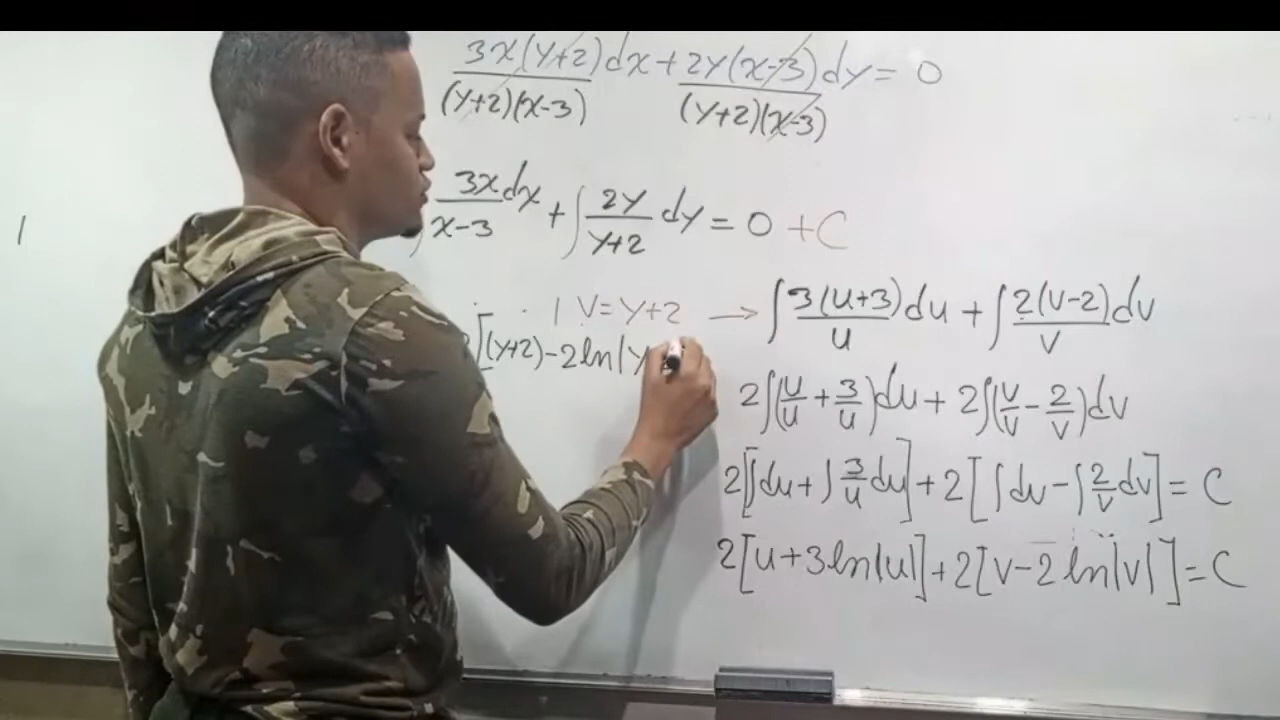 3x(y+2)dx+2y(x-3)dy = 0
(y+2)(x-3) (y+2)(x-3)
3x/x-3 dx + ∫ 2y/y+2 dy = 0 + C
| V = y+2 → ∫ 3(u+3)/u du + ∫ 2(v-2)/v dv
[(y+2)-2ln|y
2∫(u/u + 3/u)du + 2∫(v/v - 2/v)dv
2[∫du + ∫ 3/u du] + 2[∫dv - ∫ 2/v dv] = C
2[u+3ln|u|]+2[v-2 ln|v|] = C